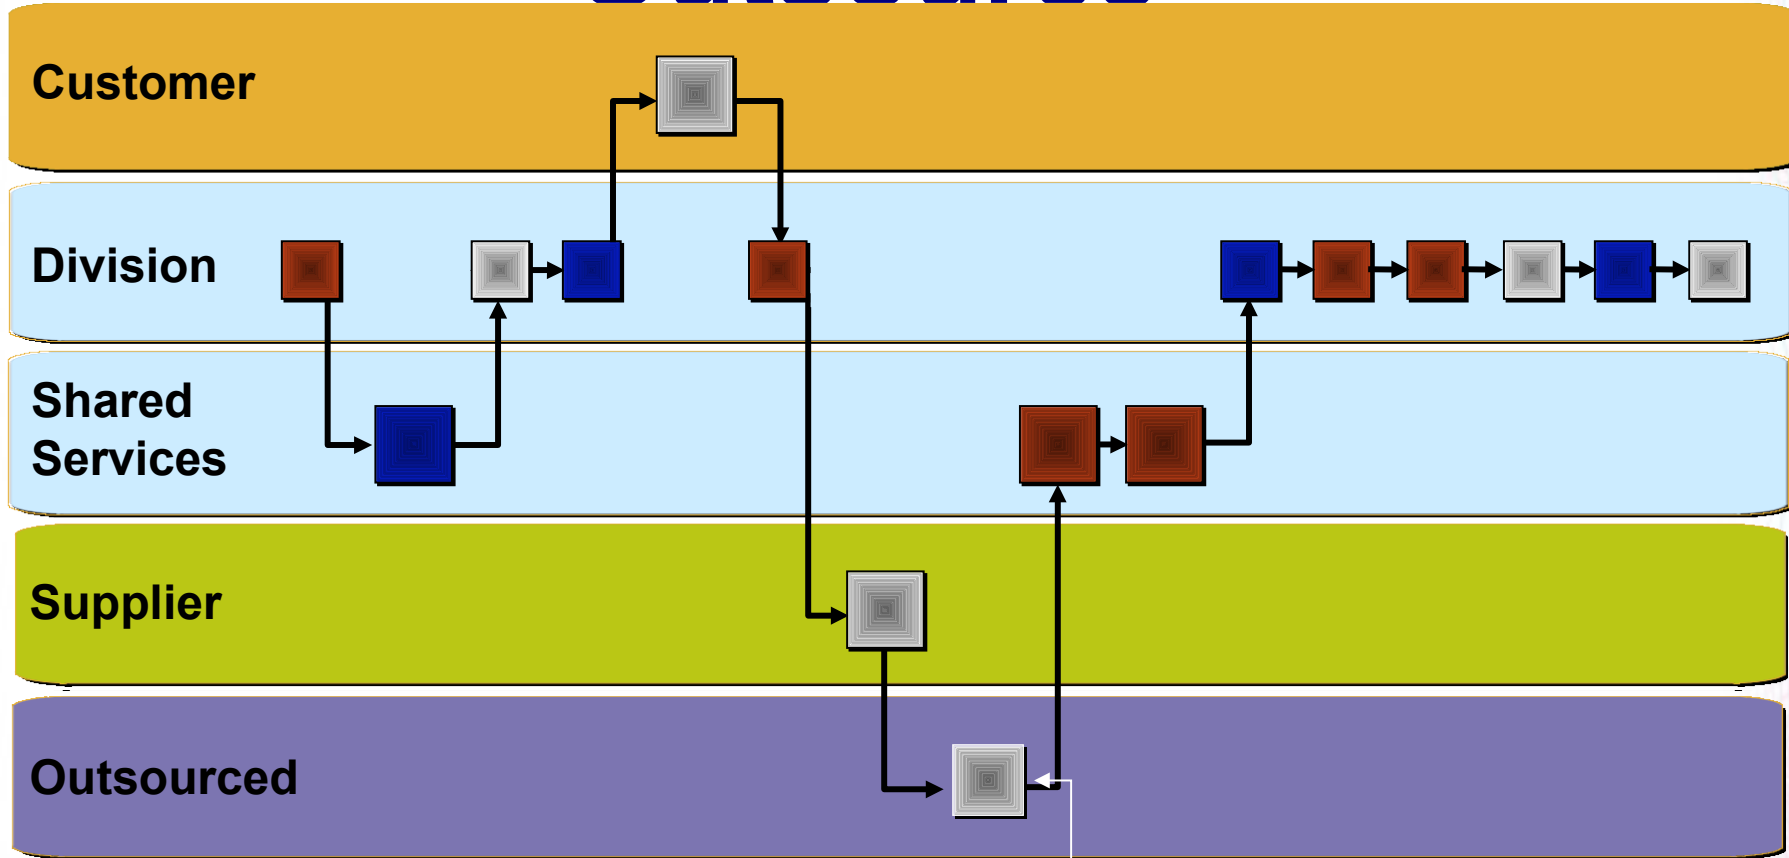 Customer
Division
Shared
Services
Supplier
Outsourced